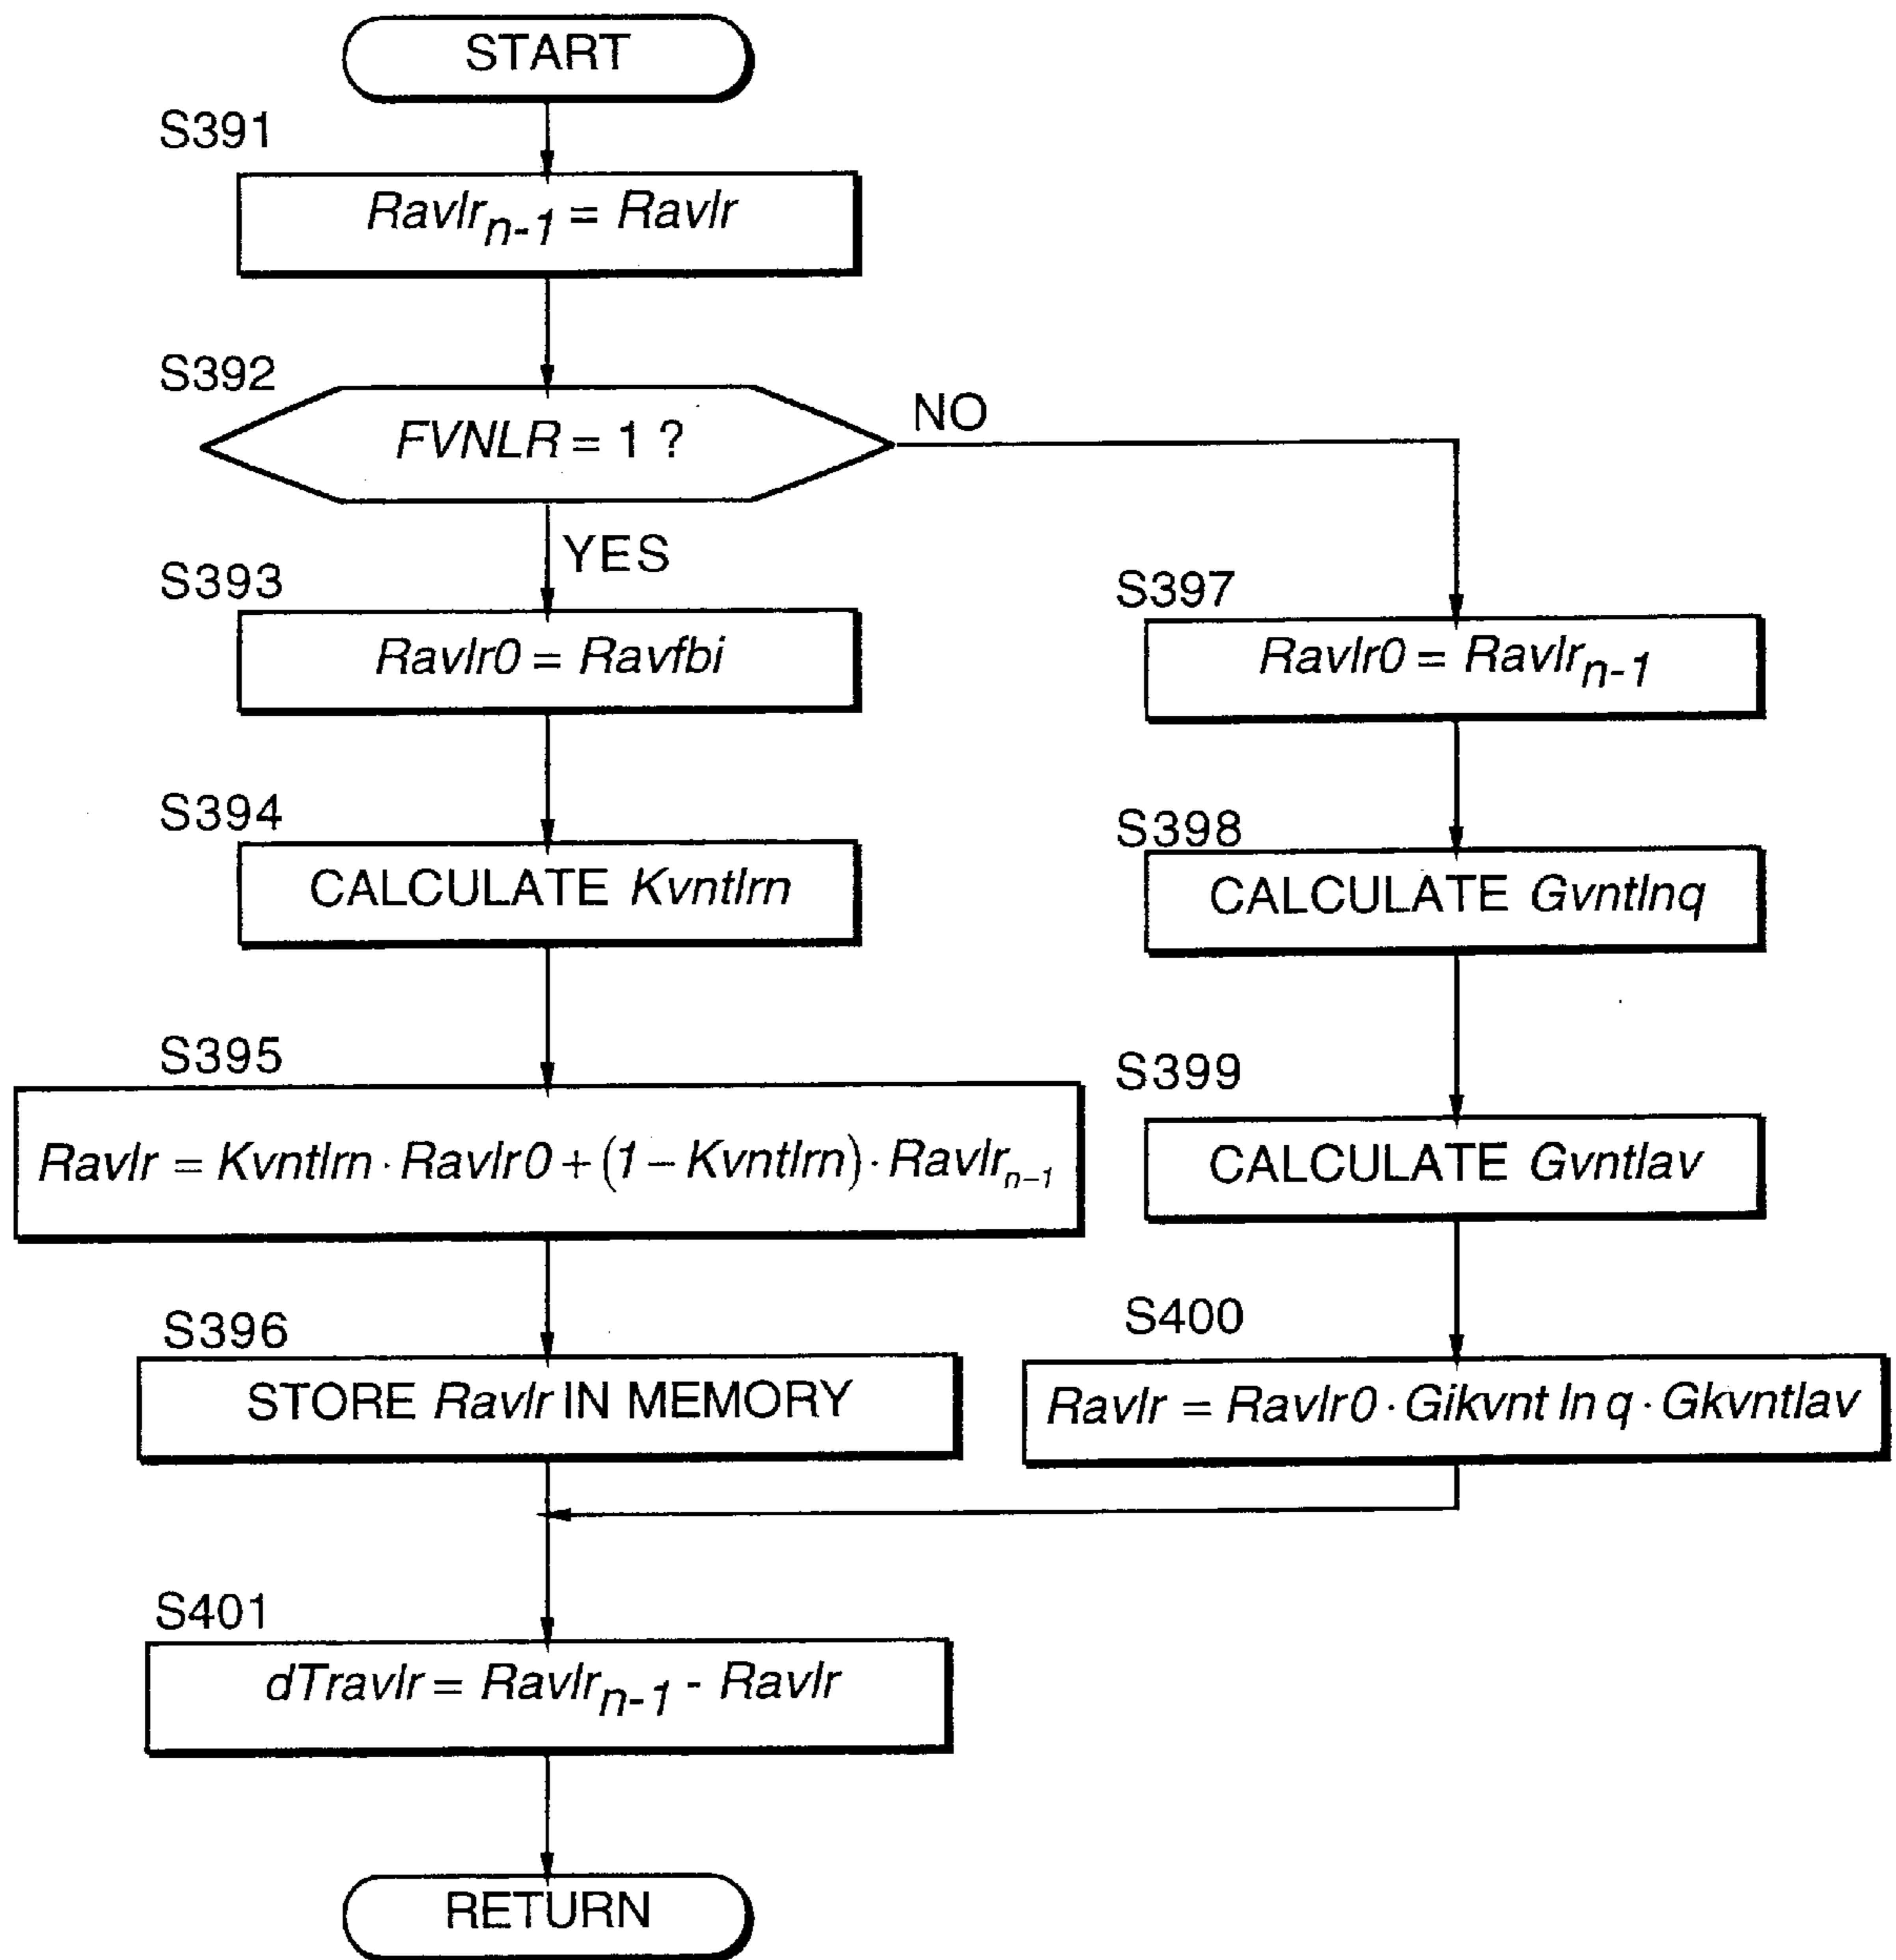 START
S391
Ravlrn-1 = Ravlr
S392
FVNLR = 1 ?
NO
YES
S393
Ravlr0 = Ravfbi
S394
CALCULATE Kvntlrn
S395
Ravlr = Kvntlrn · Ravlr0 + (1 − Kvntlrn) · Ravlrn−1
S396
STORE Ravlr IN MEMORY
S397
Ravlr0 = Ravlrn-1
S398
CALCULATE Gvntlnq
S399
CALCULATE Gvntlav
S400
Ravlr = Ravlr0 · Gikvnt ln q · Gkvntlav
S401
dTravlr = Ravlrn-1 - Ravlr
RETURN